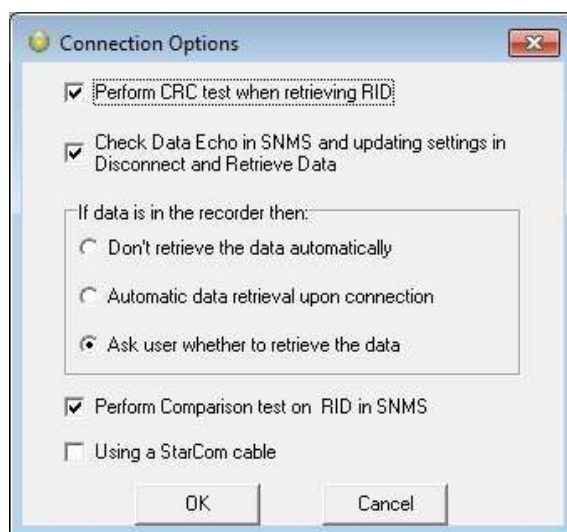 Connection Options
Perform CRC test when retrieving RID
Check Data Echo in SNMS and updating settings in
Disconnect and Retrieve Data
If data is in the recorder then:
Don't retrieve the data automatically
Automatic data retrieval upon connection
Ask user whether to retrieve the data
Perform Comparison test on RID in SNMS
Using a StarCom cable
OK
Cancel